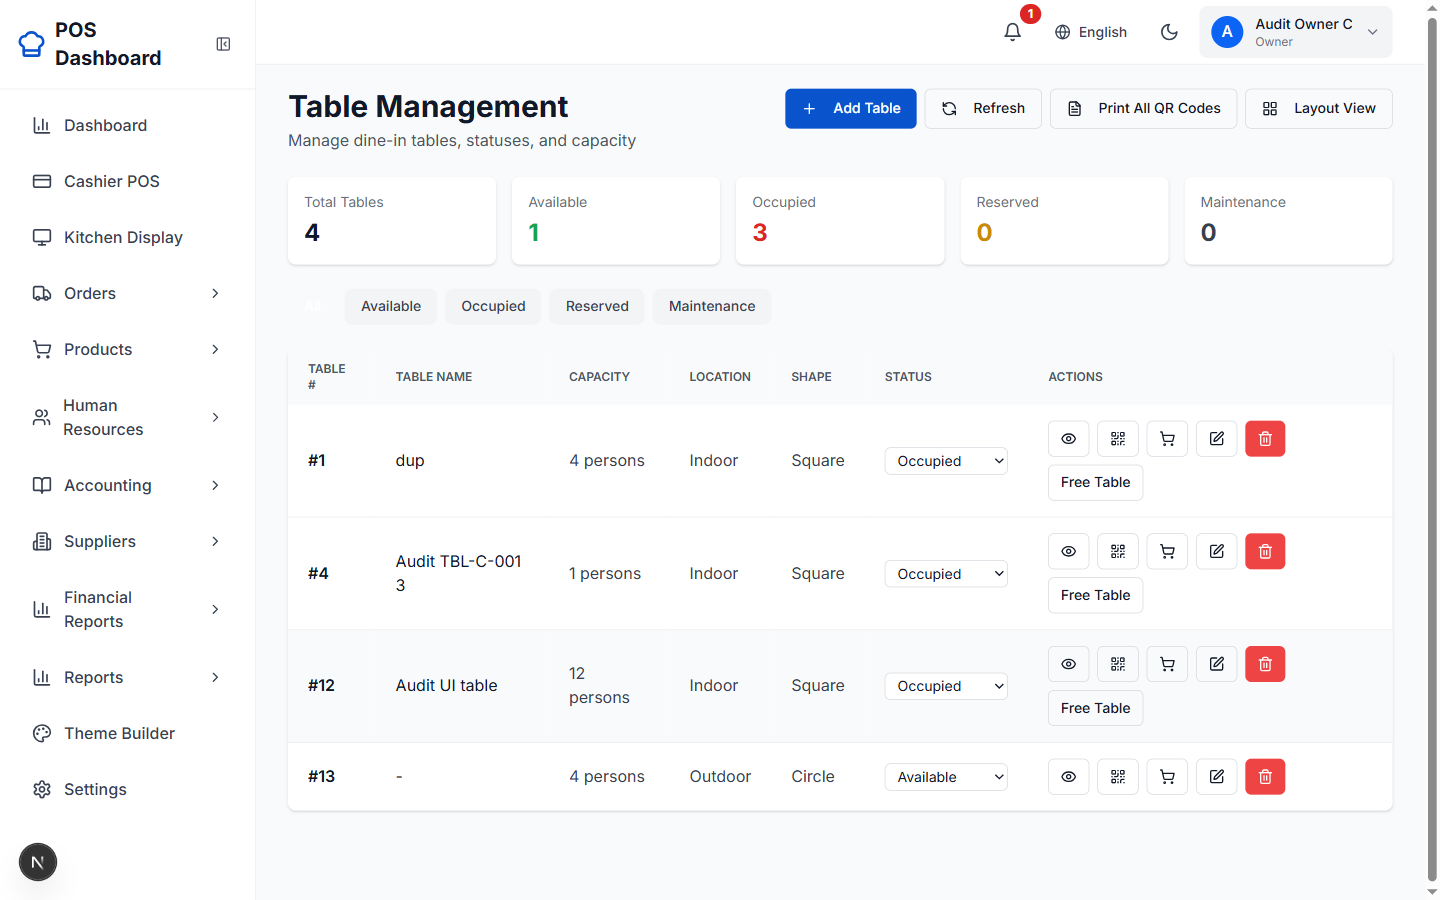 POS
Dashboard
1
English
A
Audit Owner C
Owner
Dashboard
Cashier POS
Kitchen Display
Orders
Products
Human
Resources
Accounting
Suppliers
Financial
Reports
Reports
Theme Builder
Settings
N
Table Management
Manage dine-in tables, statuses, and capacity
Add Table
Refresh
Print All QR Codes
Layout View
Total Tables
4
Available
1
Occupied
3
Reserved
0
Maintenance
0
All
Available
Occupied
Reserved
Maintenance
TABLE
#
TABLE NAME
CAPACITY
LOCATION
SHAPE
STATUS
ACTIONS
#1
dup
4 persons
Indoor
Square
Occupied
Free Table
#4
Audit TBL-C-001
3
1 persons
Indoor
Square
Occupied
Free Table
#12
Audit UI table
12
persons
Indoor
Square
Occupied
Free Table
#13
-
4 persons
Outdoor
Circle
Available